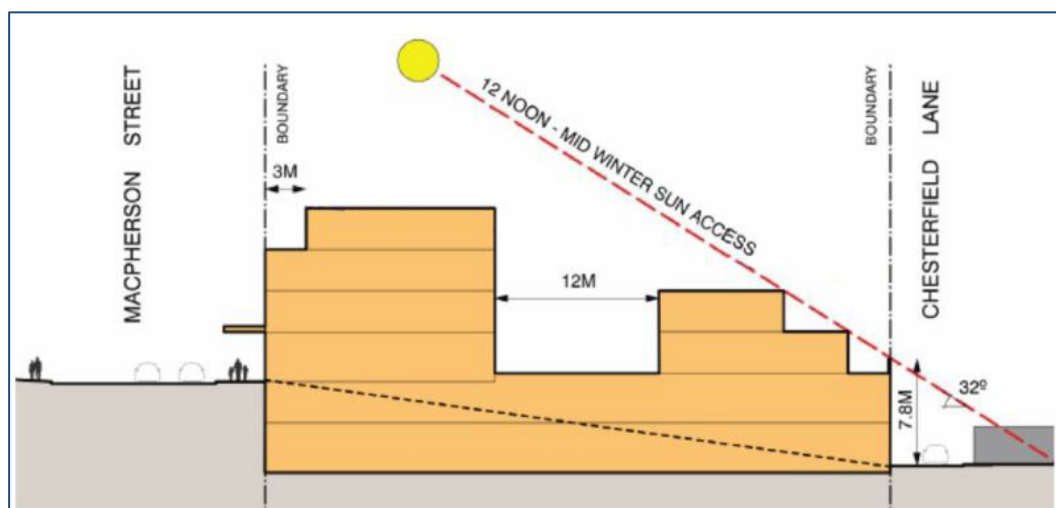 MACPHERSON STREET
BOUNDARY
3M
12 NOON - MID WINTER SUN ACCESS
12M
BOUNDARY
CHESTERFIELD LANE
7.8M
32º